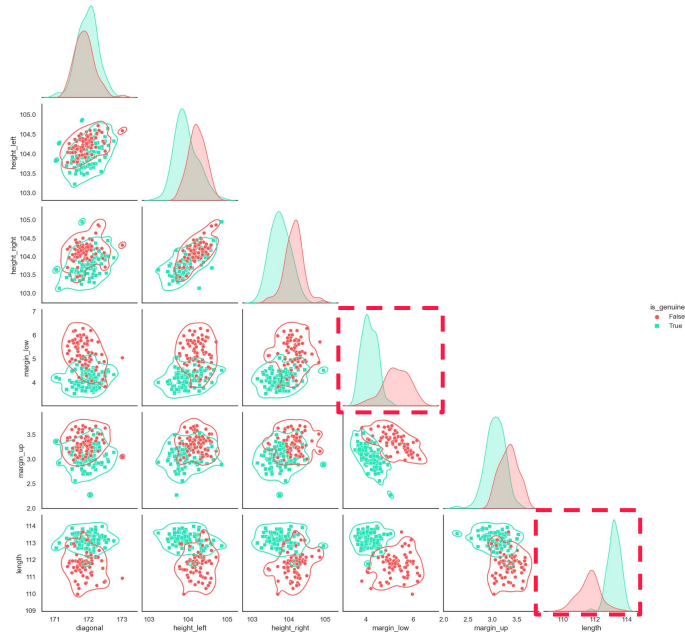 105.0
104.5
height_left
104.0
103.5
103.0
105.0
height_right
104.0
103.0
103 104 105
7
6
margin_low
5
4
is_genuine
False
True
3.5
3.0
margin_up
2.5
2.0
4 6
114
113
112
length
111
110
109
171 172 173
103 104 105
103 104 105
4 6
2.0 2.5 3.0 3.5
110 112 114
diagonal height_left height_right margin_low margin_up length